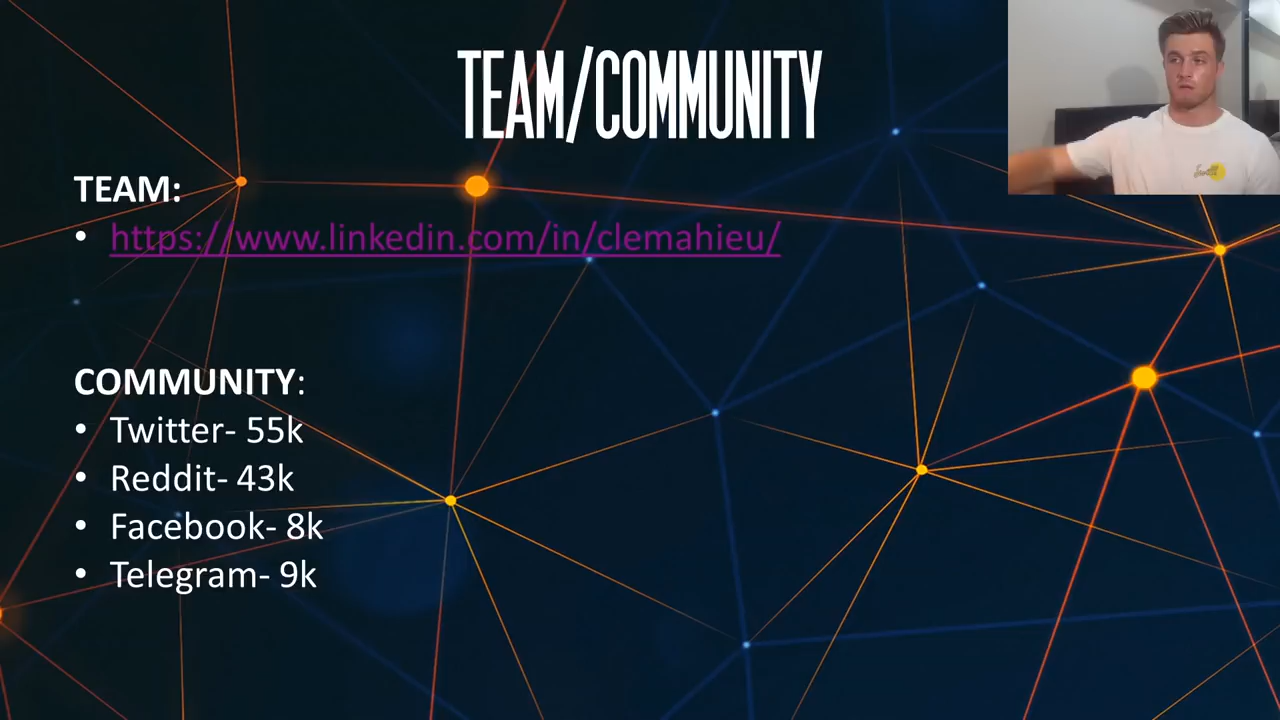 TEAM/COMMUNITY
TEAM:
• https://www.linkedin.com/in/clemahieu/
COMMUNITY:
• Twitter- 55k
• Reddit- 43k
• Facebook- 8k
• Telegram- 9k